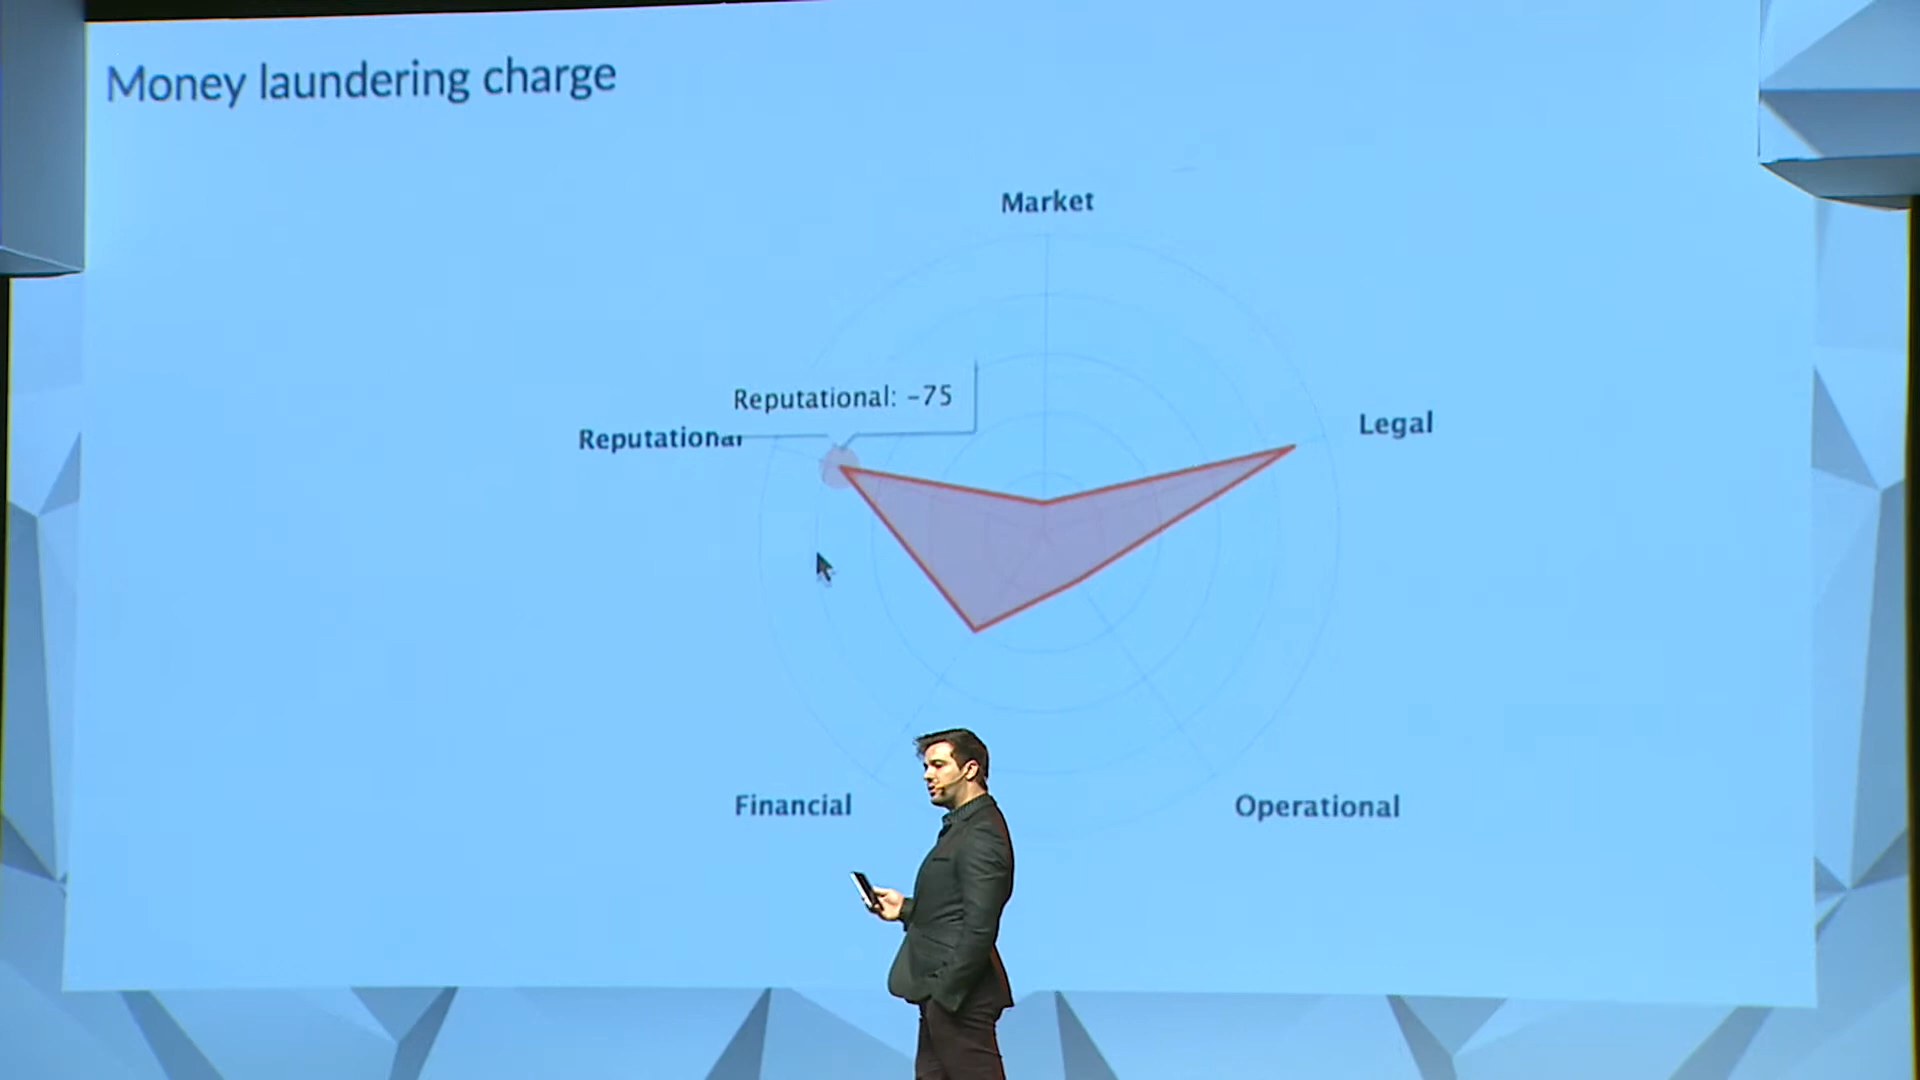 Money laundering charge
Market
Reputational: -75
Reputational
Legal
Financial
Operational